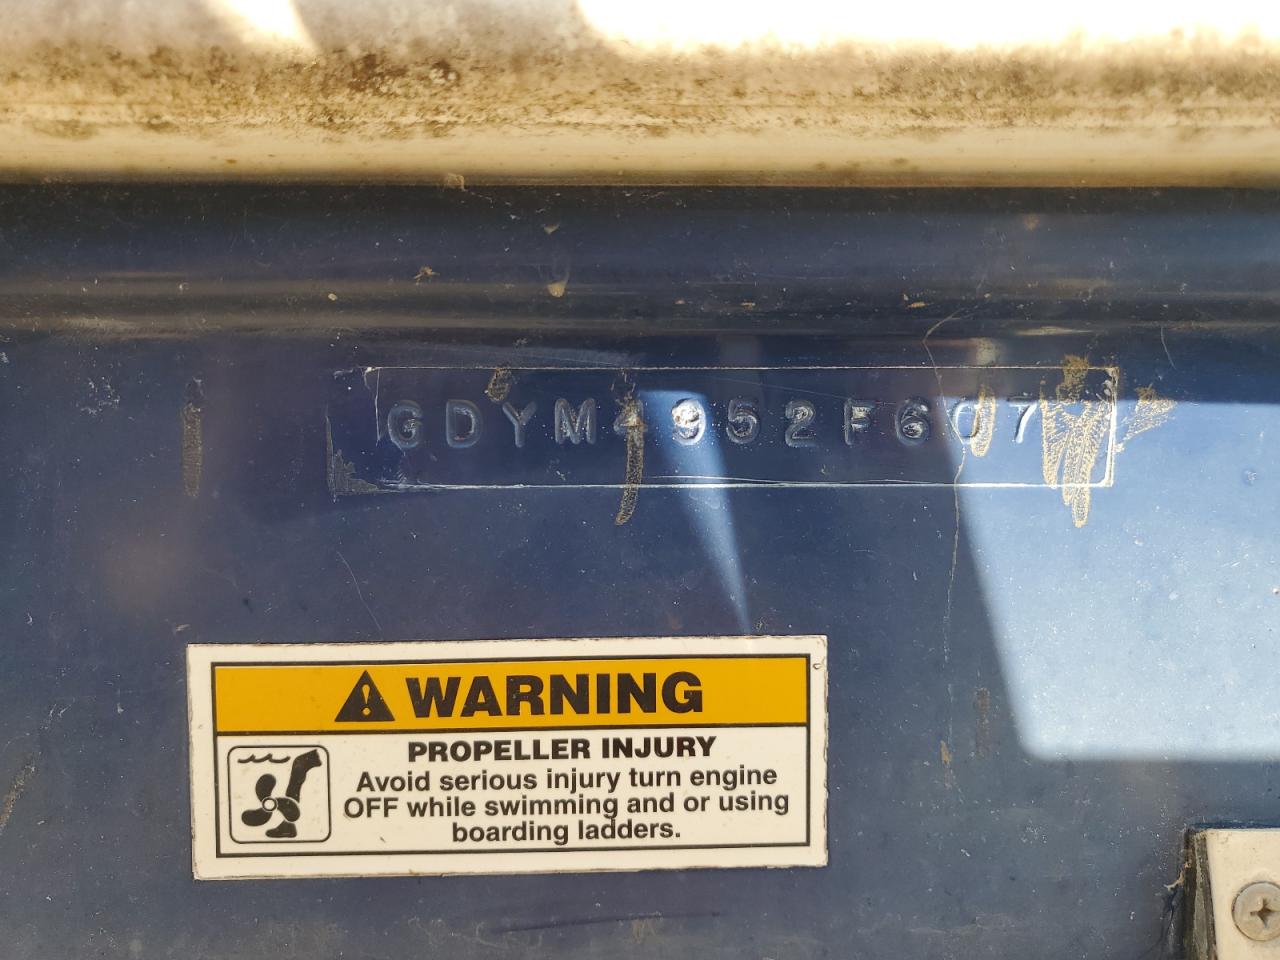 GDYM4952F607
WARNING
PROPELLER INJURY
Avoid serious injury turn engine
OFF while swimming and or using
boarding ladders.